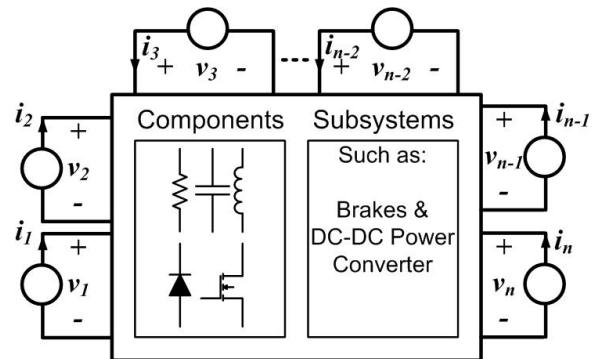 i3
+ v3 -
in-2
+ vn-2 -
i2
+
v2
-
i1
+
v1
-
Components
Subsystems
Such as:
Brakes &
DC-DC Power
Converter
in-1
+
vn-1
-
in
+
vn
-